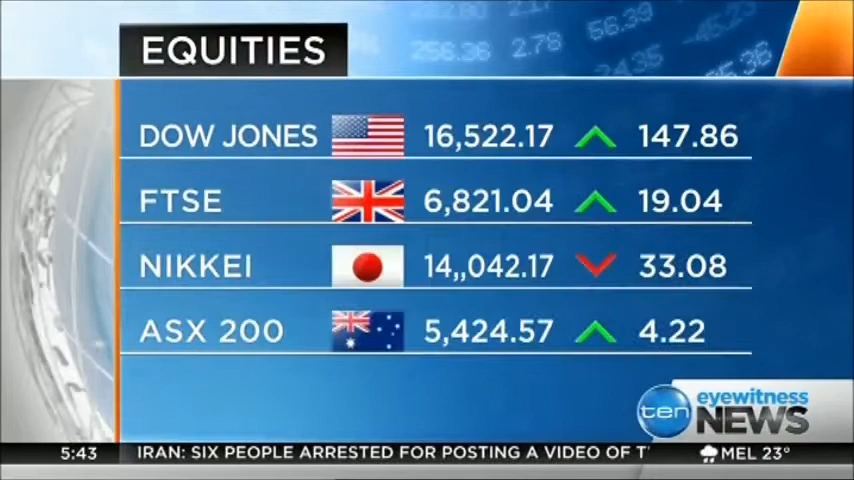 EQUITIES
DOW JONES 16,522.17 147.86
FTSE 6,821.04 19.04
NIKKEI 14,,042.17 33.08
ASX 200 5,424.57 4.22
ten eyewitness
NEWS
5:43 IRAN: SIX PEOPLE ARRESTED FOR POSTING A VIDEO OF MEL 23°